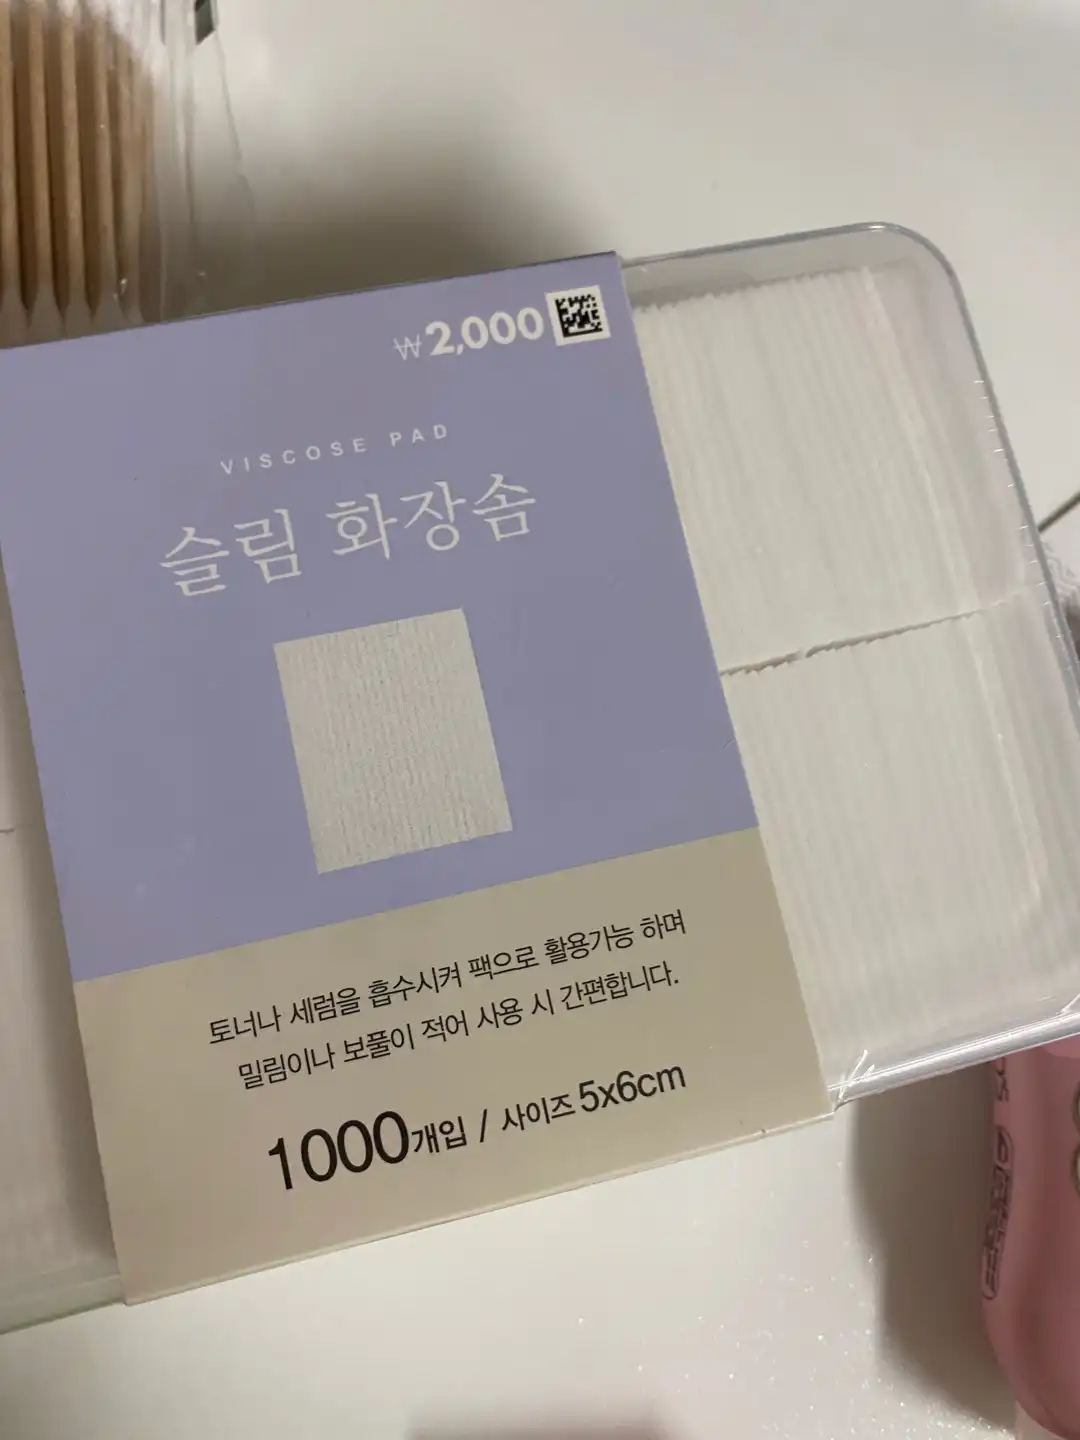 ₩2,000
VISCOSE PAD
슬림 화장솜
토너나 세럼을 흡수시켜 팩으로 활용가능 하며
밀림이나 보풀이 적어 사용 시 간편합니다.
1000개입 / 사이즈 5x6cm